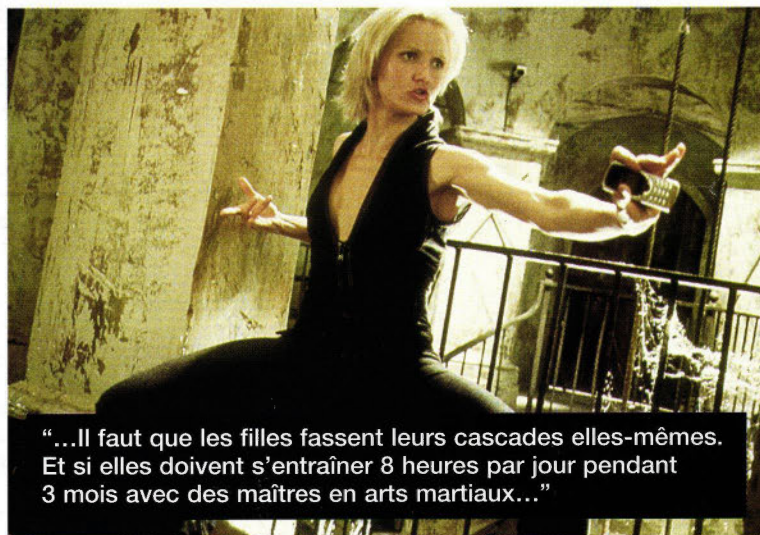 “...Il faut que les filles fassent leurs cascades elles-mêmes.
Et si elles doivent s’entraîner 8 heures par jour pendant
3 mois avec des maîtres en arts martiaux...”